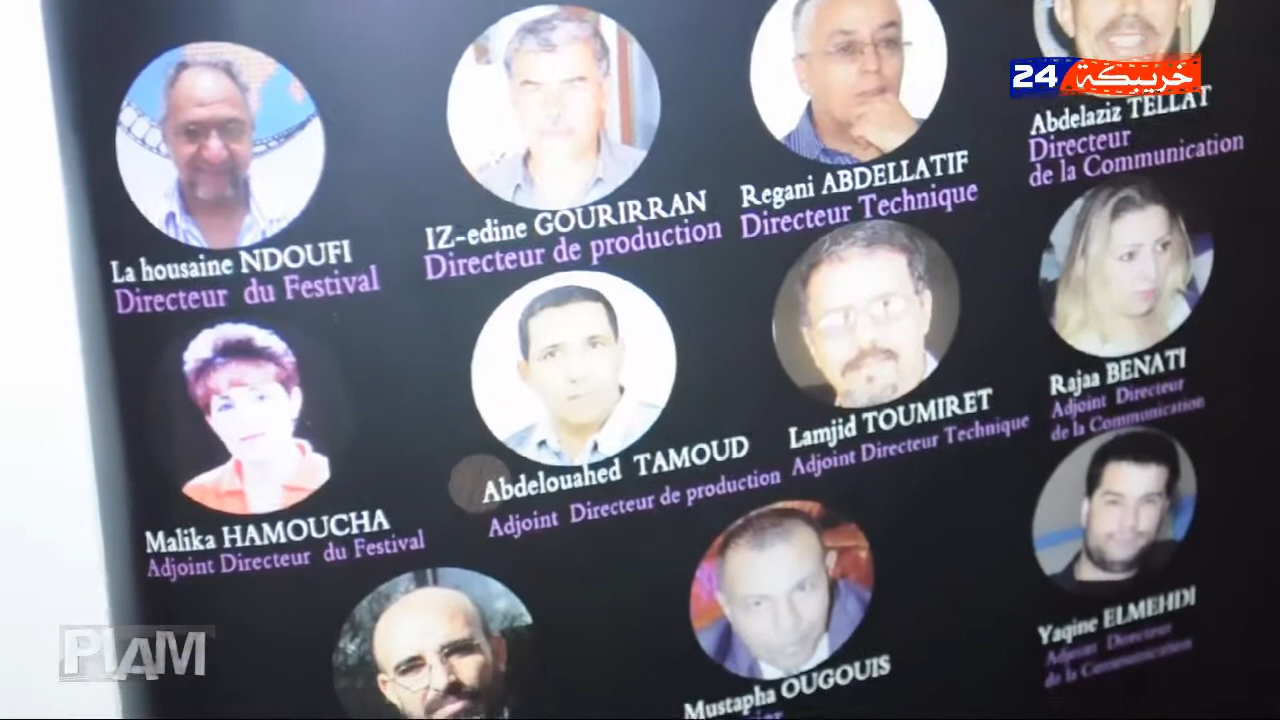 24 خريبكة
La housaine NDOUFI
Directeur du Festival
IZ-edine GOURIRRAN
Directeur de production
Regani ABDELLATIF
Directeur Technique
Abdelaziz TELLAT
Directeur
de la Communication
Malika HAMOUCHA
Adjoint Directeur du Festival
Abdelouahed TAMOUD
Adjoint Directeur de production
Lamjid TOUMIRET
Adjoint Directeur Technique
Rajaa BENATI
Adjoint Directeur
de la Communication
Mustapha OUGOUIS
Yaqine ELMEHDI
Adjoint Directeur
de la Communication
PIAM